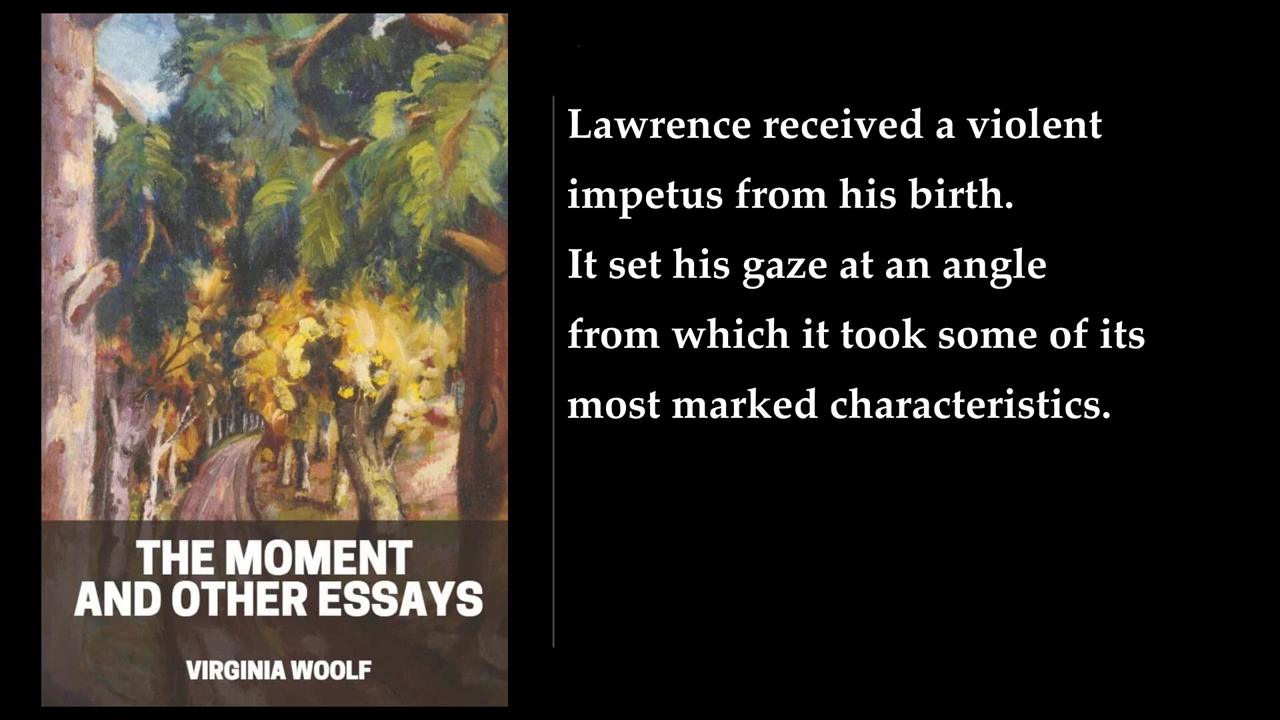 Lawrence received a violent
impetus from his birth.
It set his gaze at an angle
from which it took some of its
most marked characteristics.
THE MOMENT
AND OTHER ESSAYS
VIRGINIA WOOLF